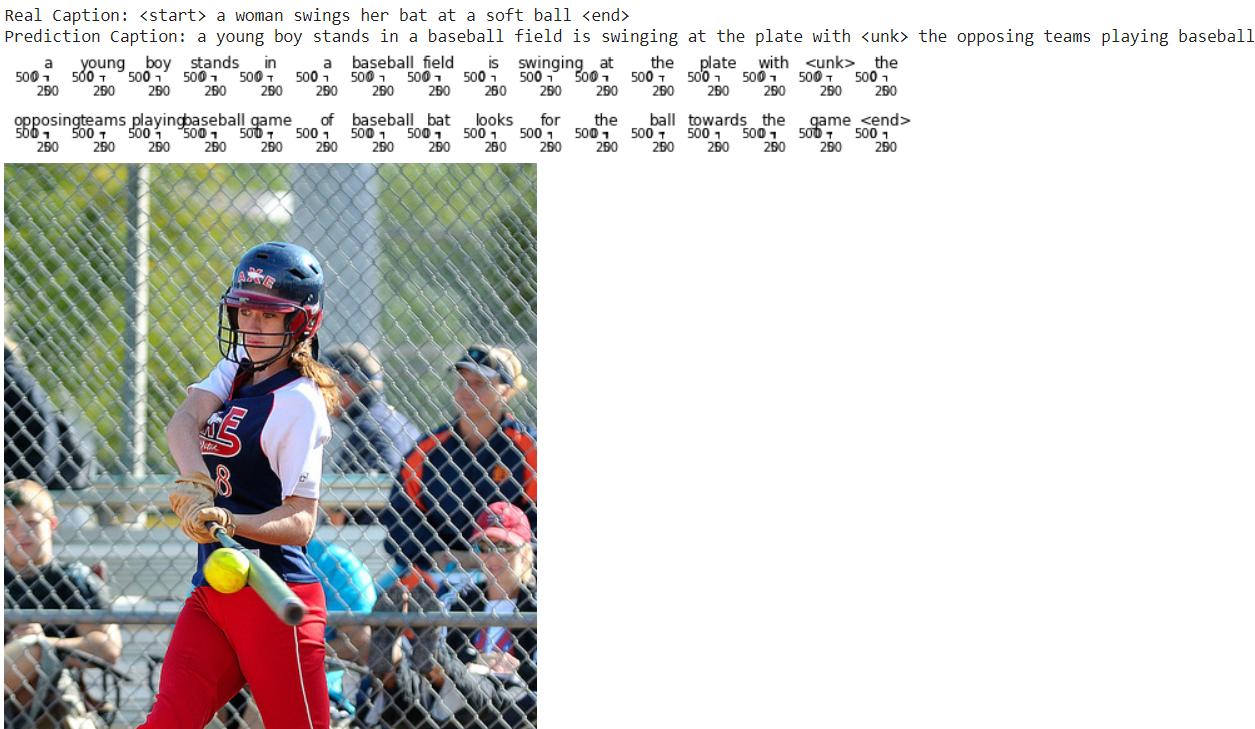 Real Caption: <start> a woman swings her bat at a soft ball <end>
Prediction Caption: a young boy stands in a baseball field is swinging at the plate with <unk> the opposing teams playing baseball
a young boy stands in a baseball field is swinging at the plate with <unk> the
500 500 500 500 500 500 500 500 500 500 500 500 500 500 500 500
250 250 250 250 250 250 250 250 250 250 250 250 250 250 250 250
opposing teams playing baseball game of baseball bat looks for the ball towards the game <end>
500 500 500 500 500 500 500 500 500 500 500 500 500 500 500 500
250 250 250 250 250 250 250 250 250 250 250 250 250 250 250 250
AXE
8